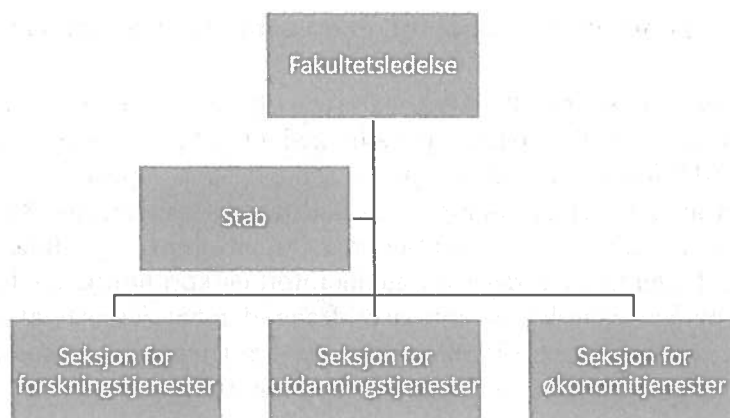 Fakultetsledelse
Stab
Seksjon for
forskningstjenester
Seksjon for
utdanningstjenester
Seksjon for
økonomitjenester